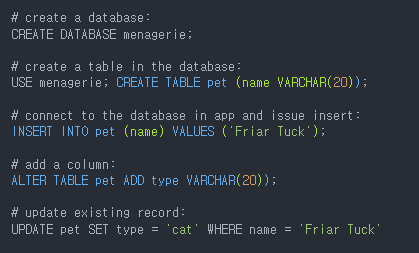 # create a database:
CREATE DATABASE menagerie;
# create a table in the database:
USE menagerie; CREATE TABLE pet (name VARCHAR(20));
# connect to the database in app and issue insert:
INSERT INTO pet (name) VALUES ('Friar Tuck');
# add a column:
ALTER TABLE pet ADD type VARCHAR(20));
# update existing record:
UPDATE pet SET type = 'cat' WHERE name = 'Friar Tuck'